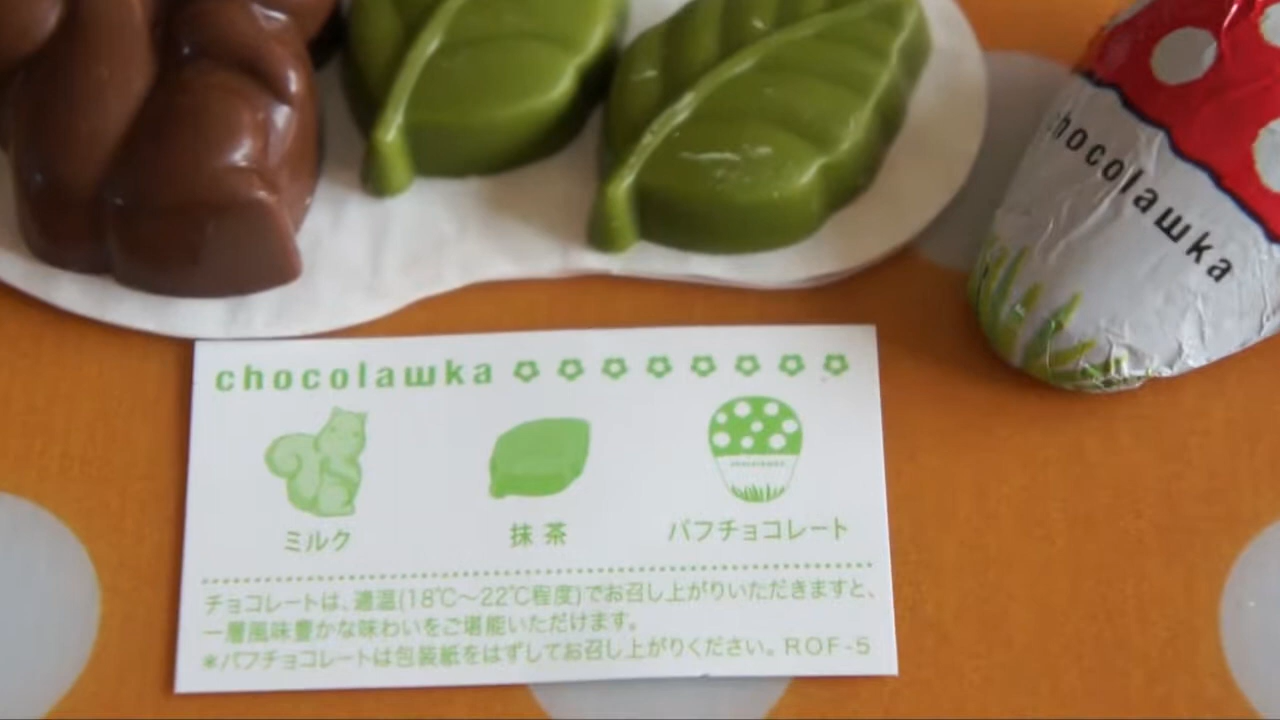 chocolaшka
chocolaшka
ミルク
抹茶
パフチョコレート
チョコレートは、適温(18℃～22℃程度)でお召し上がりいただきますと、
一層風味豊かな味わいをご堪能いただけます。
*パフチョコレートは包装紙をはずしてお召し上がりください。ROF-5